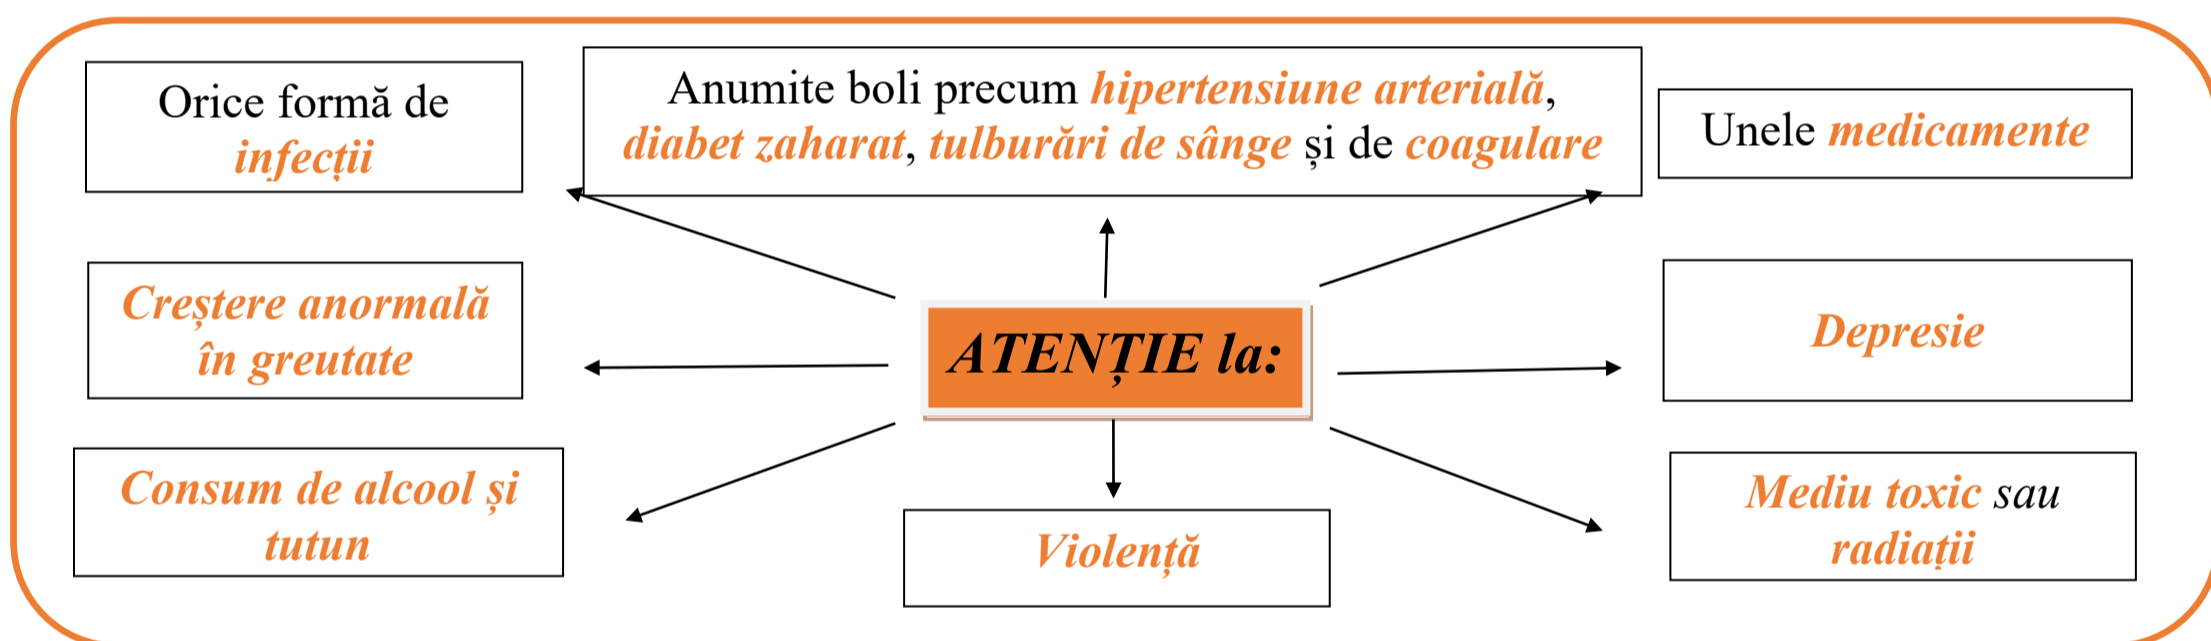 Orice formă de
infecții
Anumite boli precum hipertensiune arterială,
diabet zaharat, tulburări de sânge și de coagulare
Unele medicamente
Creștere anormală
în greutate
ATENȚIE la:
Depresie
Consum de alcool și
tutun
Violență
Mediu toxic sau
radiații